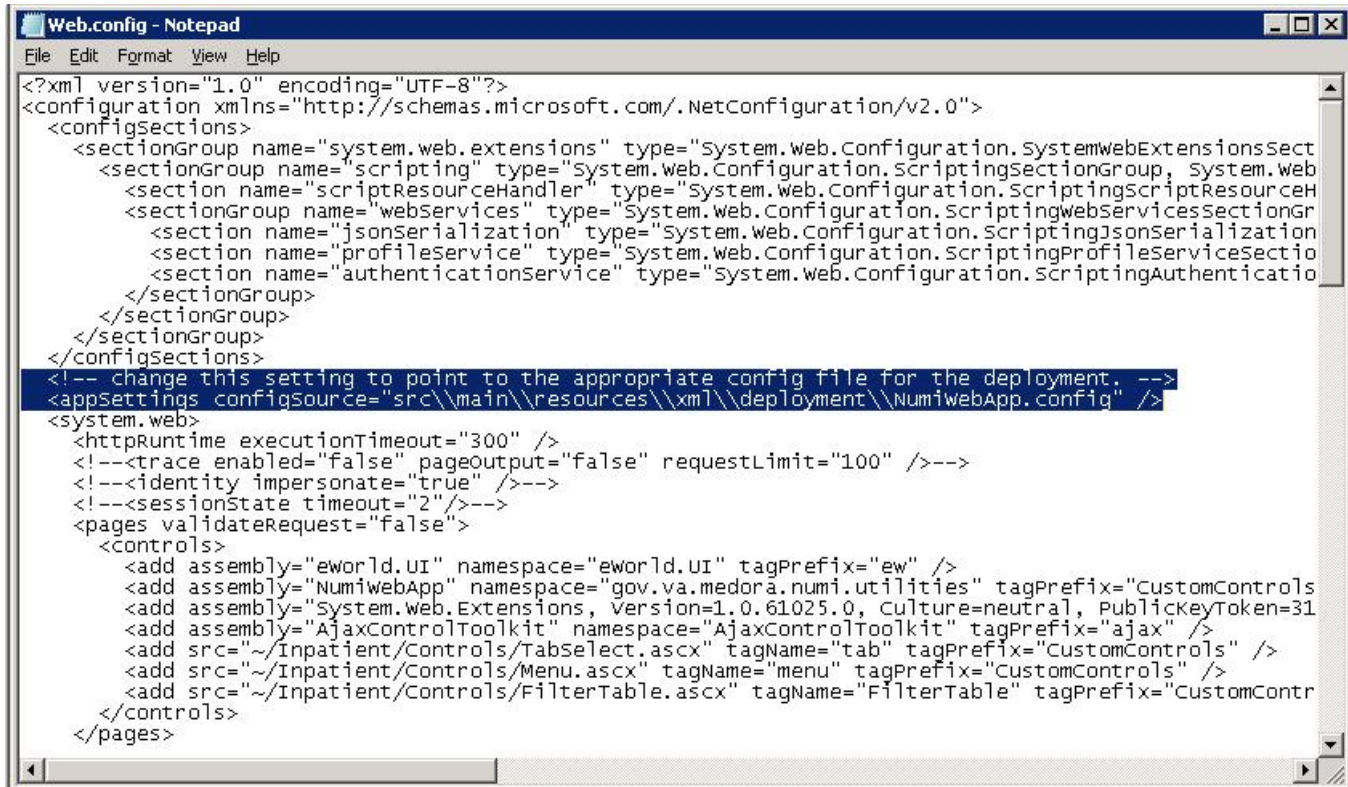 Web.config - Notepad
File Edit Format View Help
<?xml version="1.0" encoding="UTF-8"?>
<configuration xmlns="http://schemas.microsoft.com/.NetConfiguration/v2.0">
  <configSections>
    <sectionGroup name="system.web.extensions" type="System.Web.Configuration.SystemWebExtensionsSect
      <sectionGroup name="scripting" type="System.Web.Configuration.ScriptingSectionGroup, System.Web
        <section name="scriptResourceHandler" type="System.Web.Configuration.ScriptingScriptResourceH
        <sectionGroup name="webServices" type="System.Web.Configuration.ScriptingWebServicesSectionGr
          <section name="jsonSerialization" type="System.Web.Configuration.ScriptingJsonSerialization
          <section name="profileService" type="System.Web.Configuration.ScriptingProfileServiceSectio
          <section name="authenticationService" type="System.Web.Configuration.ScriptingAuthenticatio
        </sectionGroup>
      </sectionGroup>
    </sectionGroup>
  </configSections>
  <!-- change this setting to point to the appropriate config file for the deployment. -->
  <appSettings configSource="src\\main\\resources\\xml\\deployment\\NumiWebApp.config" />
  <system.web>
    <httpRuntime executionTimeout="300" />
    <!--<trace enabled="false" pageOutput="false" requestLimit="100" />-->
    <!--<identity impersonate="true" />-->
    <!--<sessionState timeout="2"/>-->
    <pages validateRequest="false">
      <controls>
        <add assembly="eWorld.UI" namespace="eWorld.UI" tagPrefix="ew" />
        <add assembly="NumiWebApp" namespace="gov.va.medora.numi.utilities" tagPrefix="CustomControls
        <add assembly="System.Web.Extensions, Version=1.0.61025.0, Culture=neutral, PublicKeyToken=31
        <add assembly="AjaxControlToolkit" namespace="AjaxControlToolkit" tagPrefix="ajax" />
        <add src="~/Inpatient/Controls/TabSelect.ascx" tagName="tab" tagPrefix="CustomControls" />
        <add src="~/Inpatient/Controls/Menu.ascx" tagName="menu" tagPrefix="CustomControls" />
        <add src="~/Inpatient/Controls/FilterTable.ascx" tagName="FilterTable" tagPrefix="CustomContr
      </controls>
    </pages>